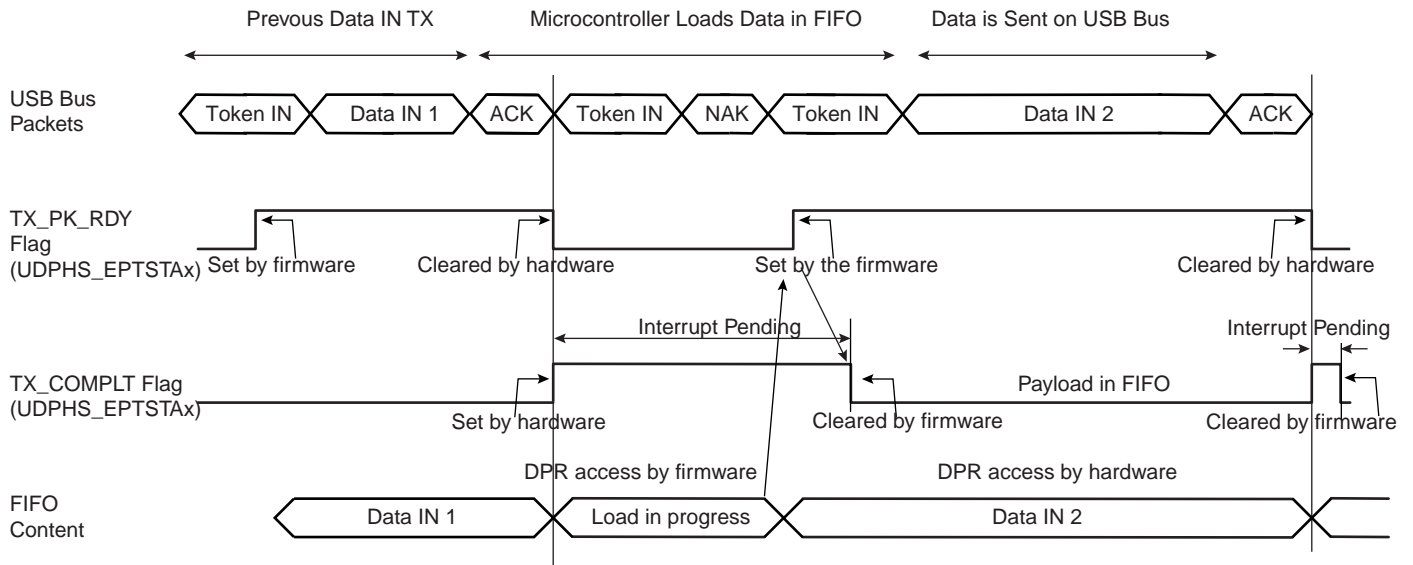 Prevous Data IN TX
Microcontroller Loads Data in FIFO
Data is Sent on USB Bus
USB Bus
Packets
Token IN
Data IN 1
ACK
Token IN
NAK
Token IN
Data IN 2
ACK
TX_PK_RDY
Flag
(UDPHS_EPTSTAx)
Set by firmware
Cleared by hardware
Set by the firmware
Cleared by hardware
Interrupt Pending
Interrupt Pending
TX_COMPLT Flag
(UDPHS_EPTSTAx)
Payload in FIFO
Set by hardware
Cleared by firmware
Cleared by firmware
DPR access by firmware
DPR access by hardware
FIFO
Content
Data IN 1
Load in progress
Data IN 2